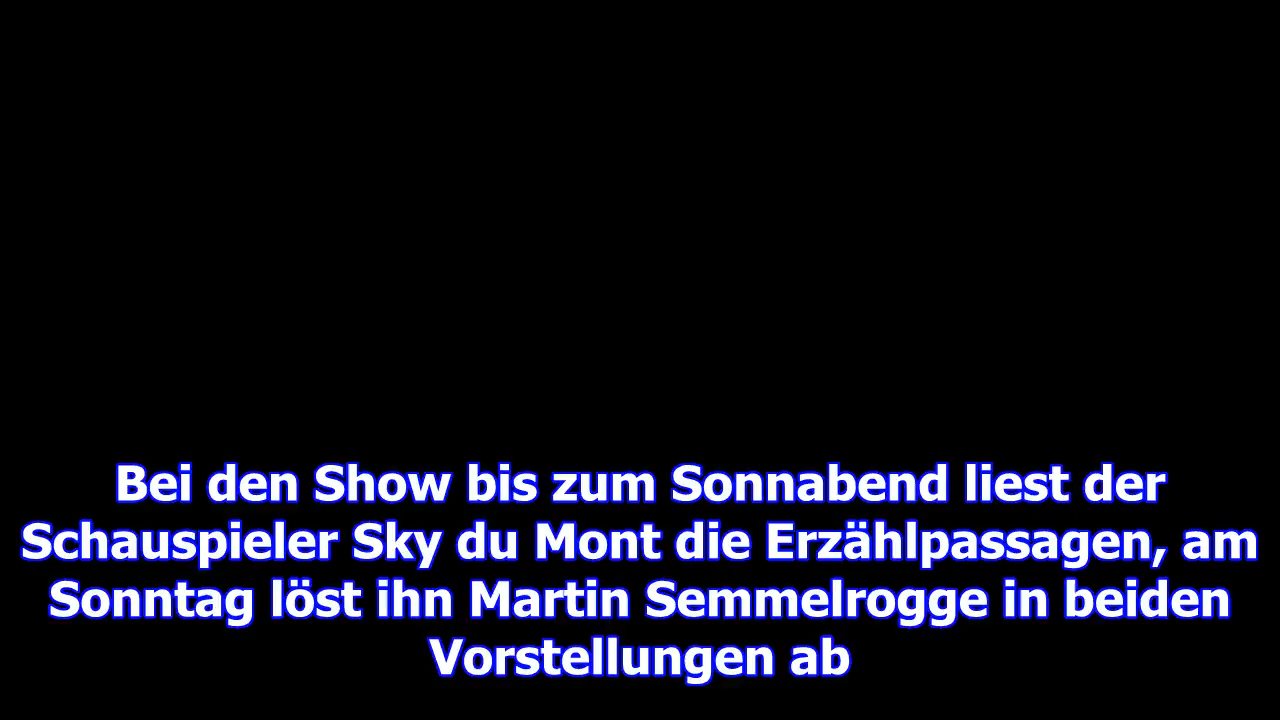 Bei den Show bis zum Sonnabend liest der
Schauspieler Sky du Mont die Erzählpassagen, am
Sonntag löst ihn Martin Semmelrogge in beiden
Vorstellungen ab